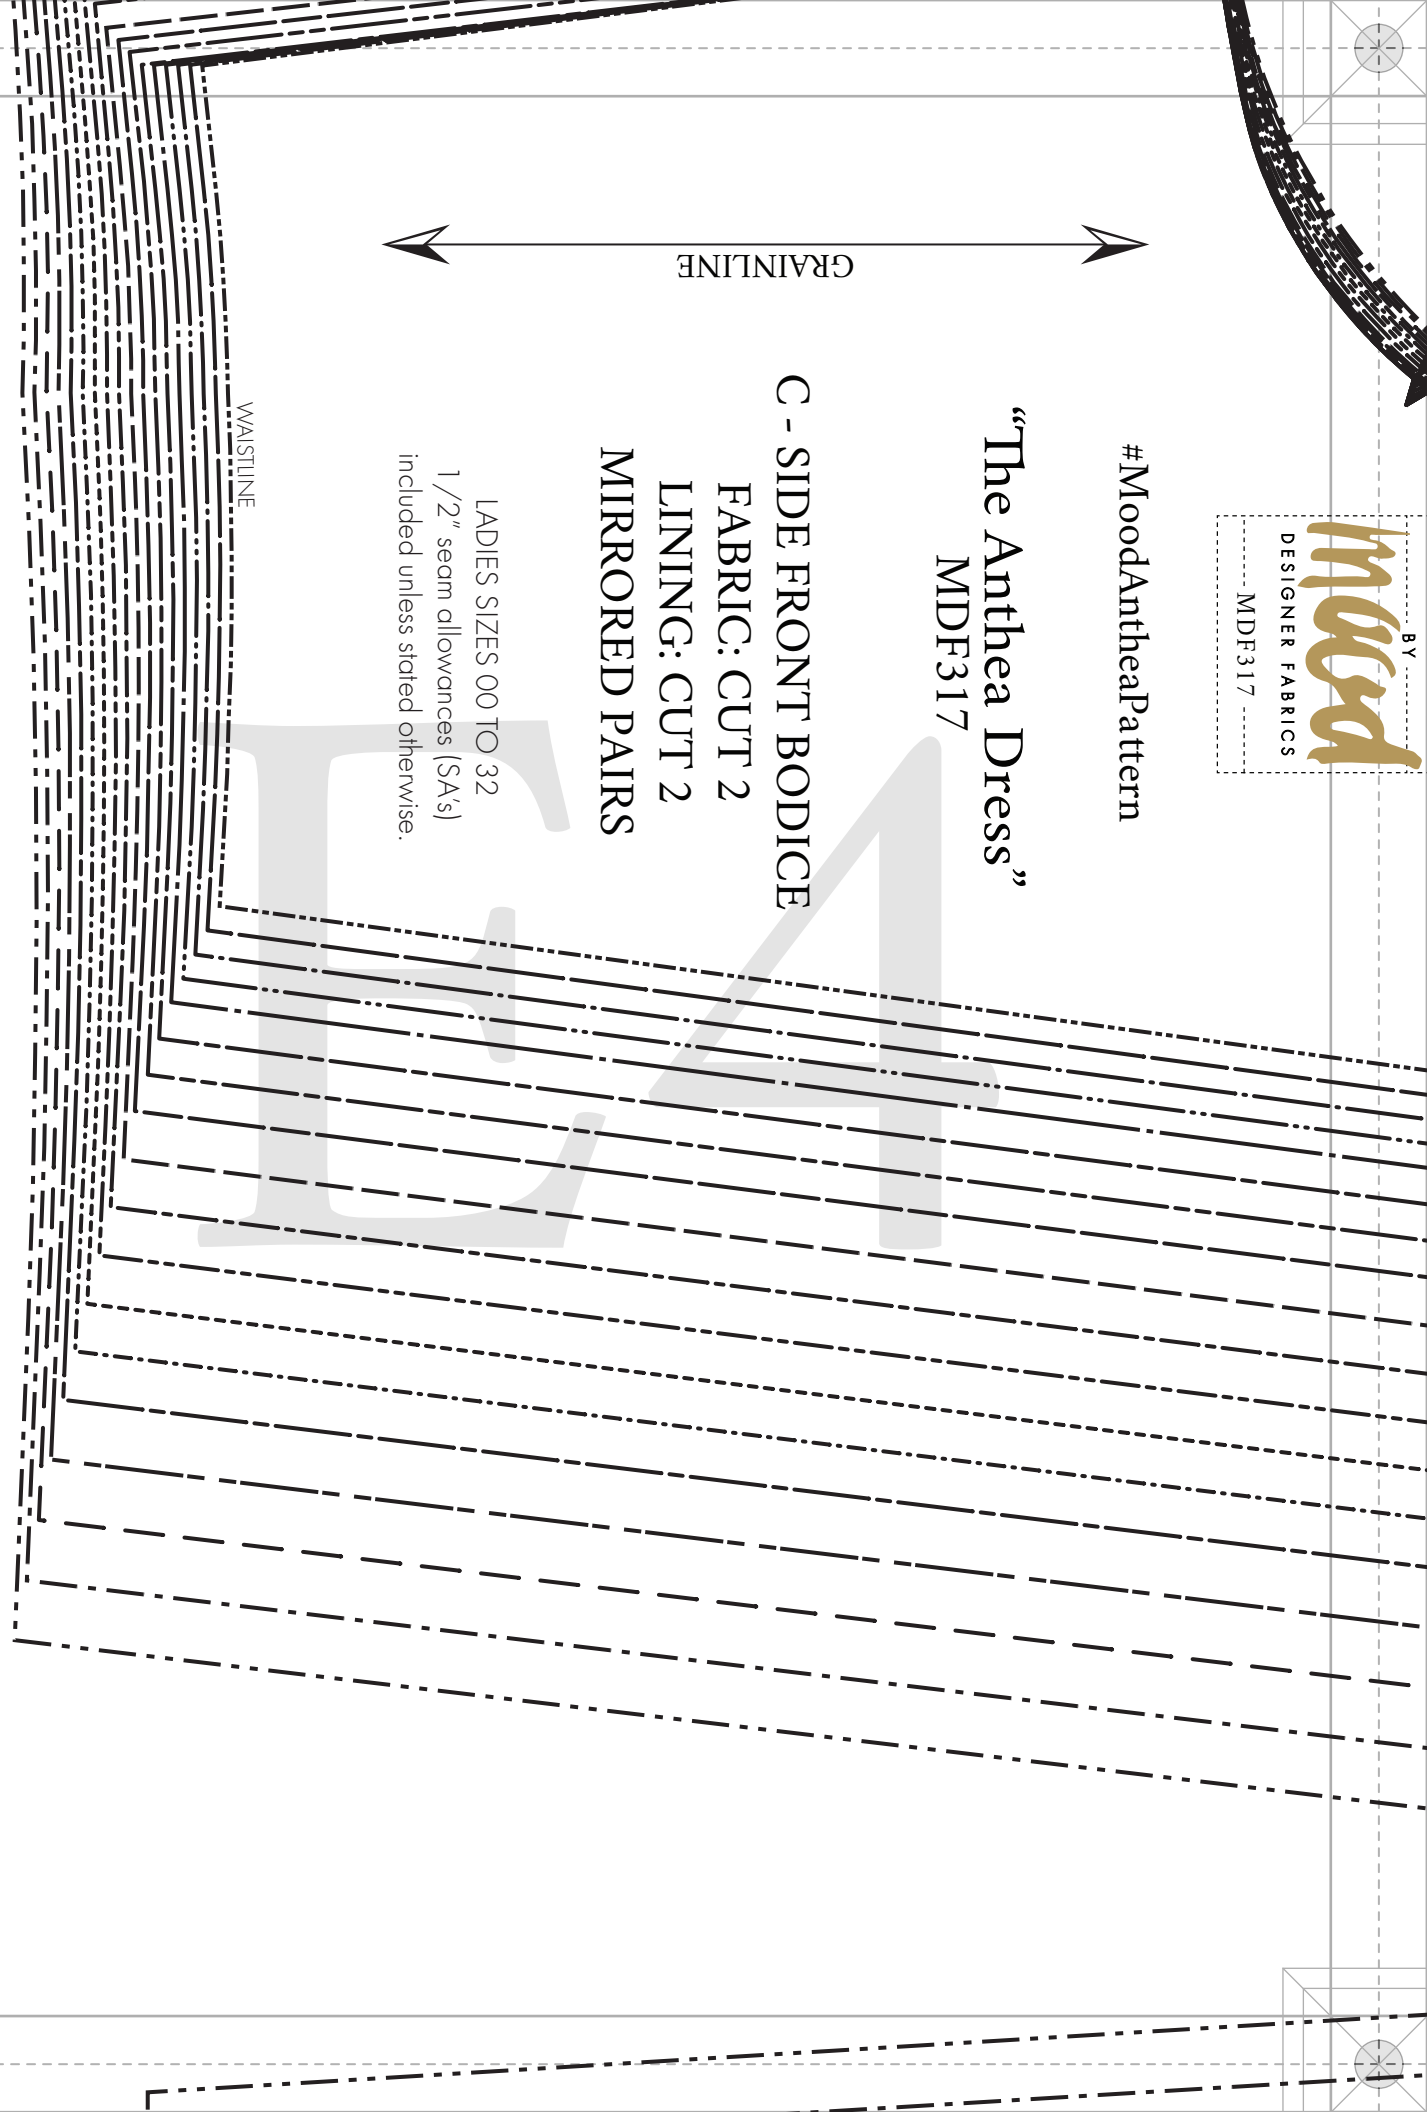 BY
mood
DESIGNER FABRICS
MDF317
#MoodAntheaPattern
“The Anthea Dress”
MDF317
C - SIDE FRONT BODICE
FABRIC: CUT 2
LINING: CUT 2
MIRRORED PAIRS
LADIES SIZES 00 TO 32
1/2” seam allowances (SA’s)
included unless stated otherwise.
WAISTLINE
GRAINLINE
E4